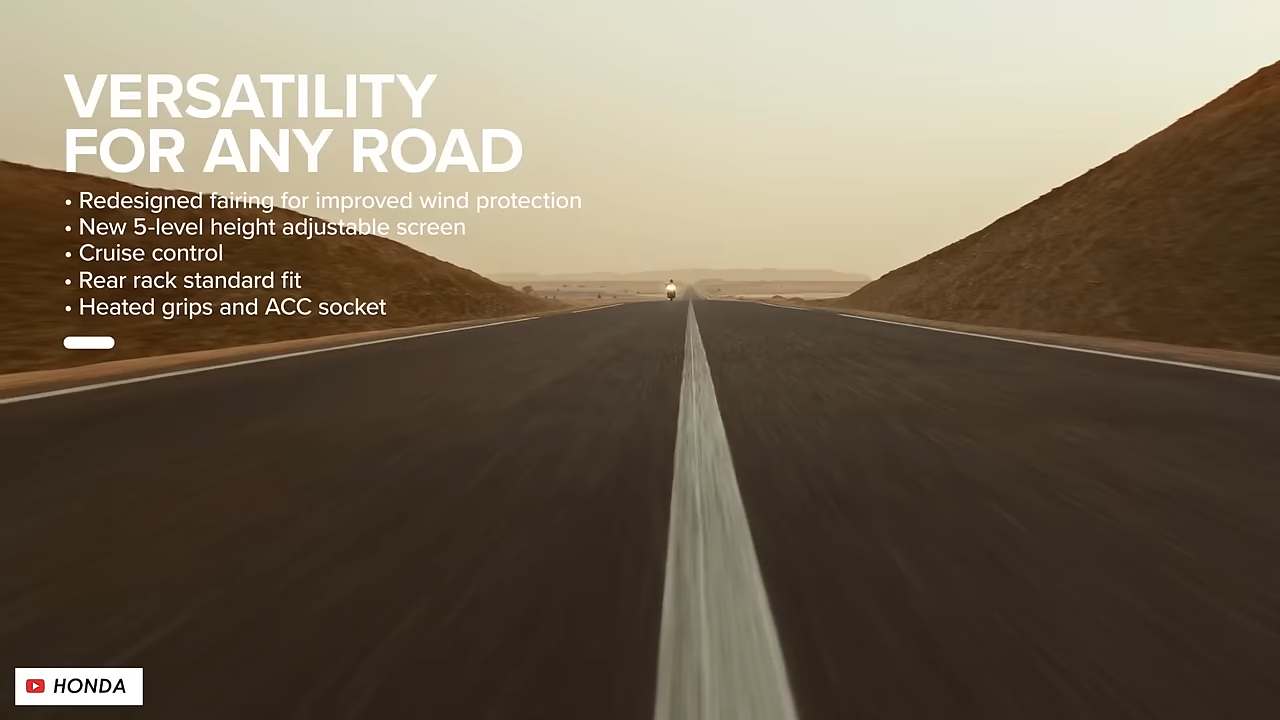 VERSATILITY
FOR ANY ROAD
• Redesigned fairing for improved wind protection
• New 5-level height adjustable screen
• Cruise control
• Rear rack standard fit
• Heated grips and ACC socket
HONDA